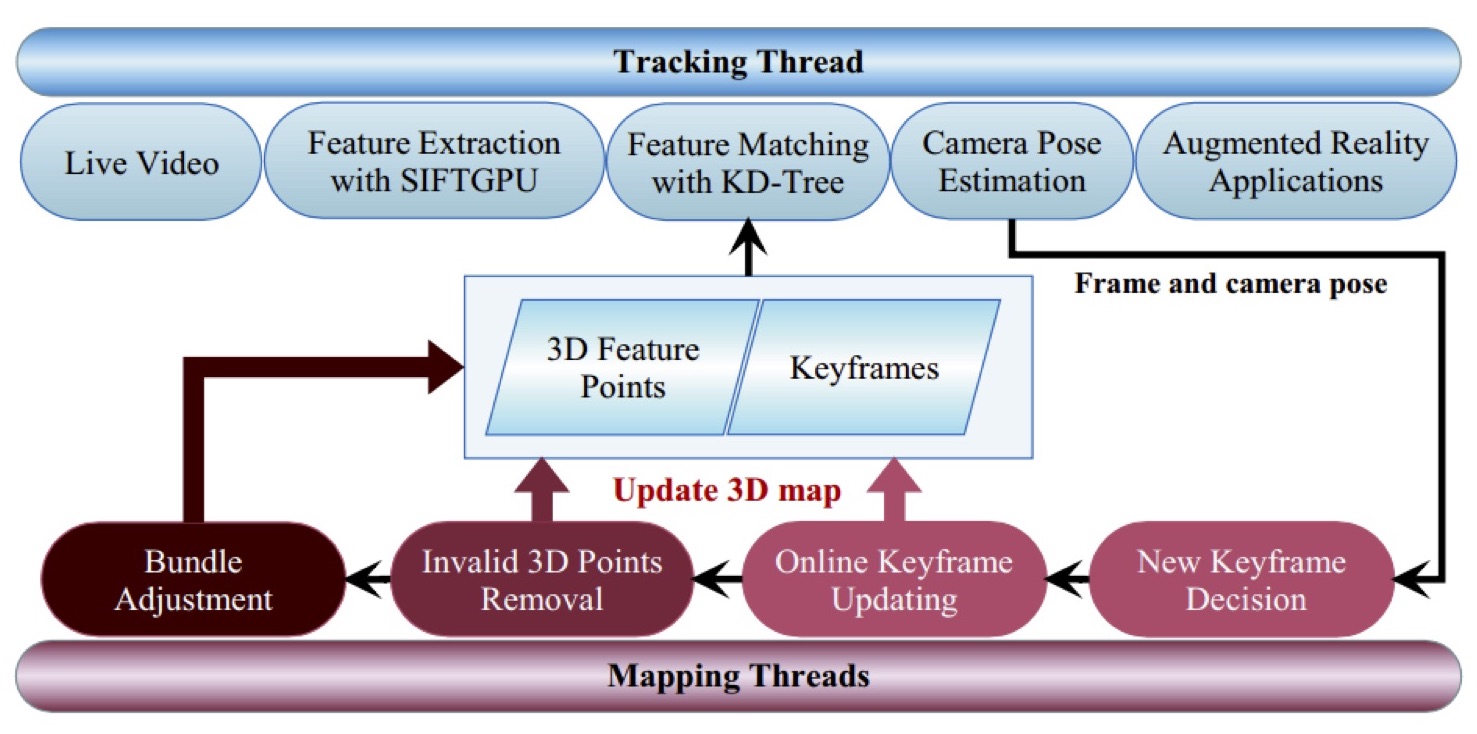 Tracking Thread
Live Video
Feature Extraction
with SIFTGPU
Feature Matching
with KD-Tree
Camera Pose
Estimation
Augmented Reality
Applications
Frame and camera pose
3D Feature
Points
Keyframes
Update 3D map
Bundle
Adjustment
Invalid 3D Points
Removal
Online Keyframe
Updating
New Keyframe
Decision
Mapping Threads